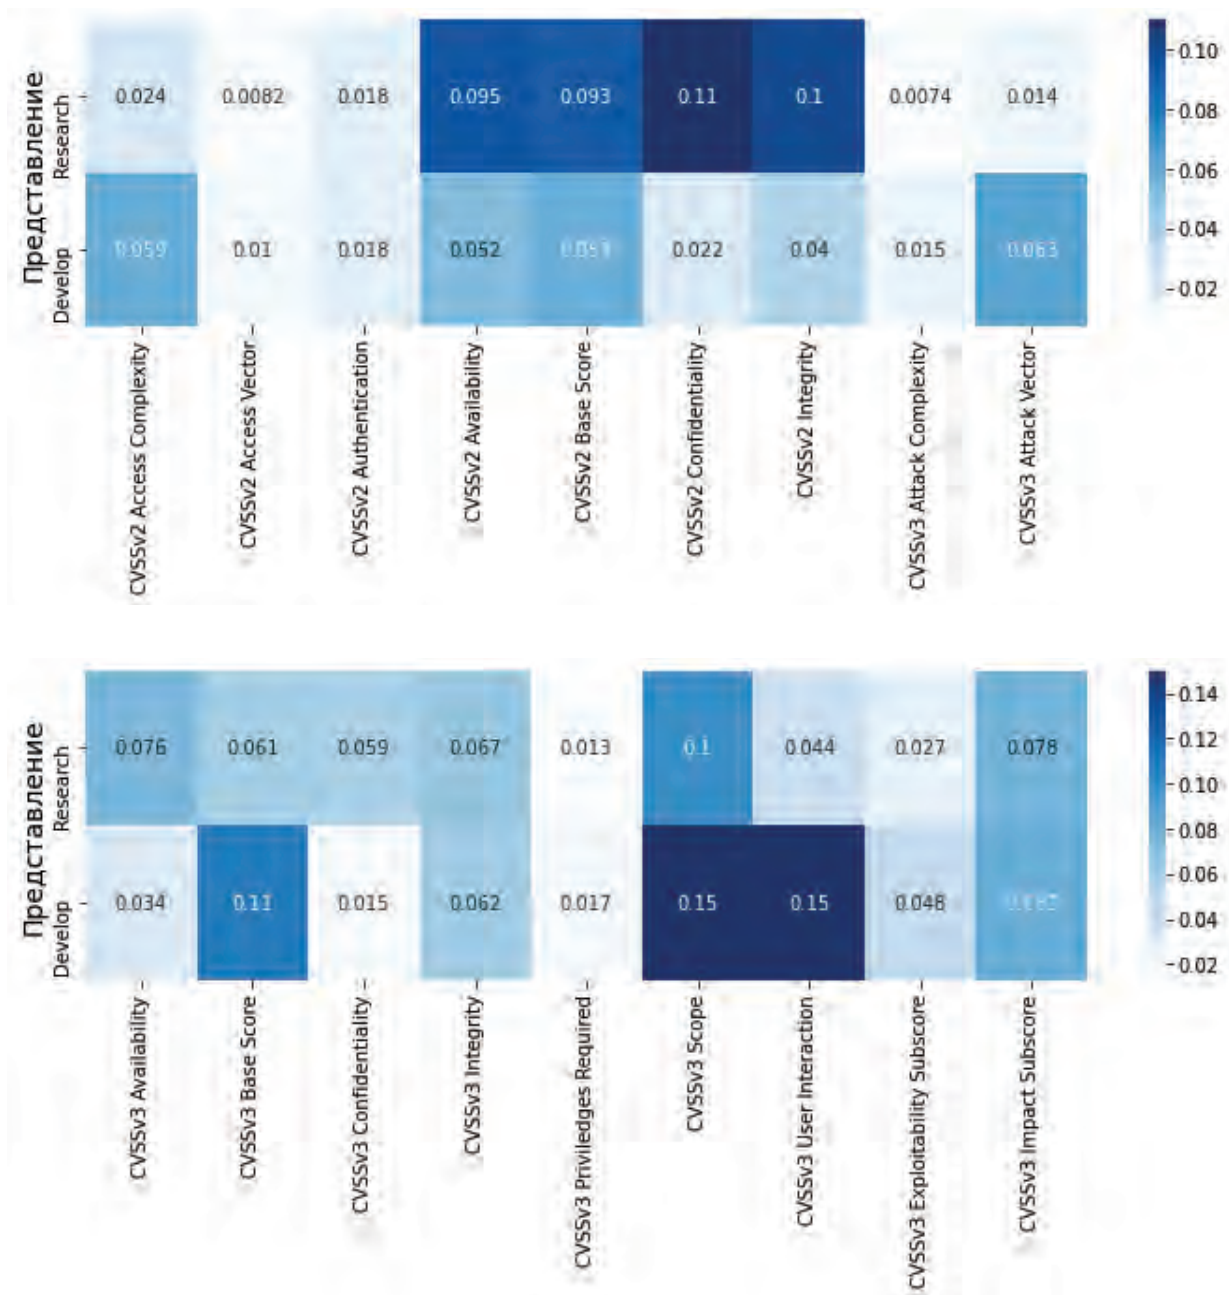 Представление
Research
Develop
0.024 0.0082 0.018 0.095 0.093 0.11 0.1 0.0074 0.014
0.059 0.01 0.018 0.052 0.022 0.04 0.015 0.063
0.10
0.08
0.06
0.04
0.02
CVSSv2 Access Complexity
CVSSv2 Access Vector
CVSSv2 Authentication
CVSSv2 Availability
CVSSv2 Base Score
CVSSv2 Confidentiality
CVSSv2 Integrity
CVSSv3 Attack Complexity
CVSSv3 Attack Vector
Представление
Research
Develop
0.076 0.061 0.059 0.067 0.013 0.1 0.044 0.027 0.078
0.034 0.11 0.015 0.062 0.017 0.15 0.15 0.048
0.14
0.12
0.10
0.08
0.06
0.04
0.02
CVSSv3 Availability
CVSSv3 Base Score
CVSSv3 Confidentiality
CVSSv3 Integrity
CVSSv3 Priviledges Required
CVSSv3 Scope
CVSSv3 User Interaction
CVSSv3 Exploitability Subscore
CVSSv3 Impact Subscore